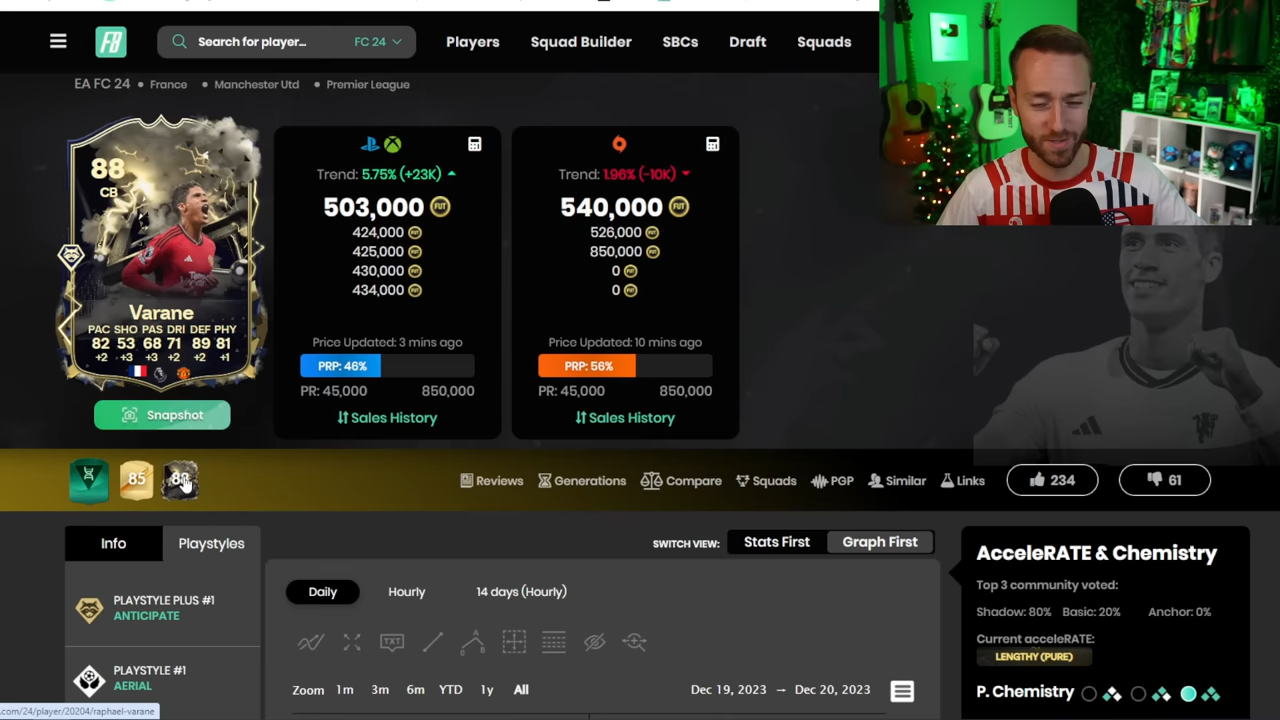 FB
Search for player...
FC 24
Players
Squad Builder
SBCs
Draft
Squads
EA FC 24
France
Manchester Utd
Premier League
88
CB
Varane
PAC SHO PAS DRI DEF PHY
82 53 68 71 89 81
+2 +3 +3 +2 +2 +1
Snapshot
Trend: 5.75% (+23K)
503,000
424,000
425,000
430,000
434,000
Price Updated: 3 mins ago
PRP: 46%
PR: 45,000
850,000
Sales History
Trend: 1.96% (-10K)
540,000
526,000
850,000
0
0
Price Updated: 10 mins ago
PRP: 56%
PR: 45,000
850,000
Sales History
85
88
Reviews
Generations
Compare
Squads
PGP
Similar
Links
234
61
Info
Playstyles
PLAYSTYLE PLUS #1
ANTICIPATE
PLAYSTYLE #1
AERIAL
SWITCH VIEW:
Stats First
Graph First
Daily
Hourly
14 days (Hourly)
TXT
Zoom
1m
3m
6m
YTD
1y
All
Dec 19, 2023 → Dec 20, 2023
AcceleRATE & Chemistry
Top 3 community voted:
Shadow: 80% Basic: 20% Anchor: 0%
Current acceleRATE:
LENGTHY (PURE)
P. Chemistry
.com/24/player/20204/raphael-varane